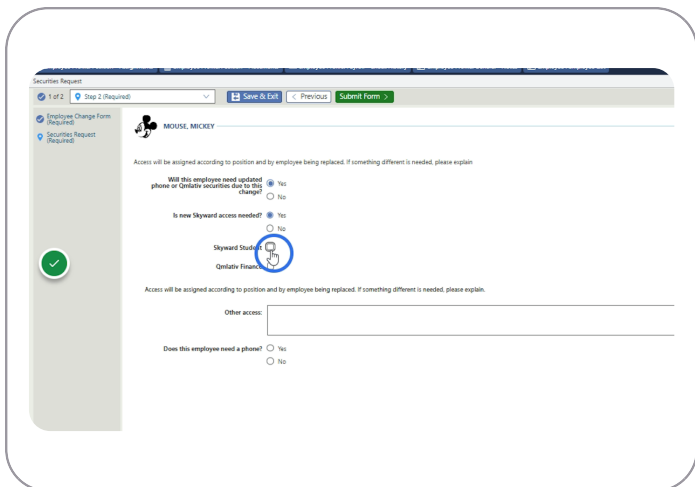 Securities Request
1 of 2 Step 2 (Required) Save & Exit < Previous Submit Form >
Employee Change Form
(Required)
Securities Request
(Required)
MOUSE, MICKEY
Access will be assigned according to position and by employee being replaced. If something different is needed, please explain
Will this employee need updated
phone or Qmlativ securities due to this
change?
Yes
No
Is new Skyward access needed? Yes
No
Skyward Student
Qmlativ Finance
Access will be assigned according to position and by employee being replaced. If something different is needed, please explain.
Other access:
Does this employee need a phone? Yes
No